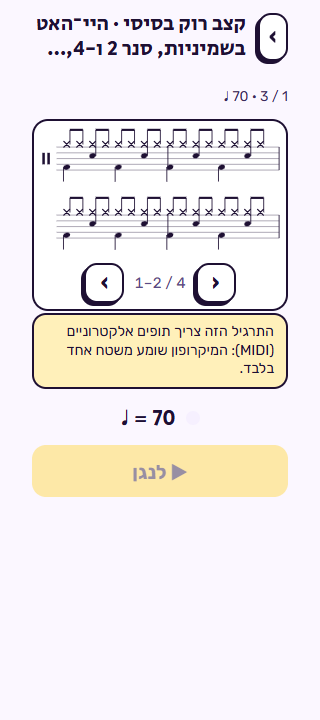 קצב רוק בסיסי · היי־האט
בשמיניות, סנר 2 ו-4,...
1 / 3 · 70 ♩
1–2 / 4
התרגיל הזה צריך תופים אלקטרוניים
(MIDI): המיקרופון שומע משטח אחד
בלבד.
♩ = 70
▶ לנגן